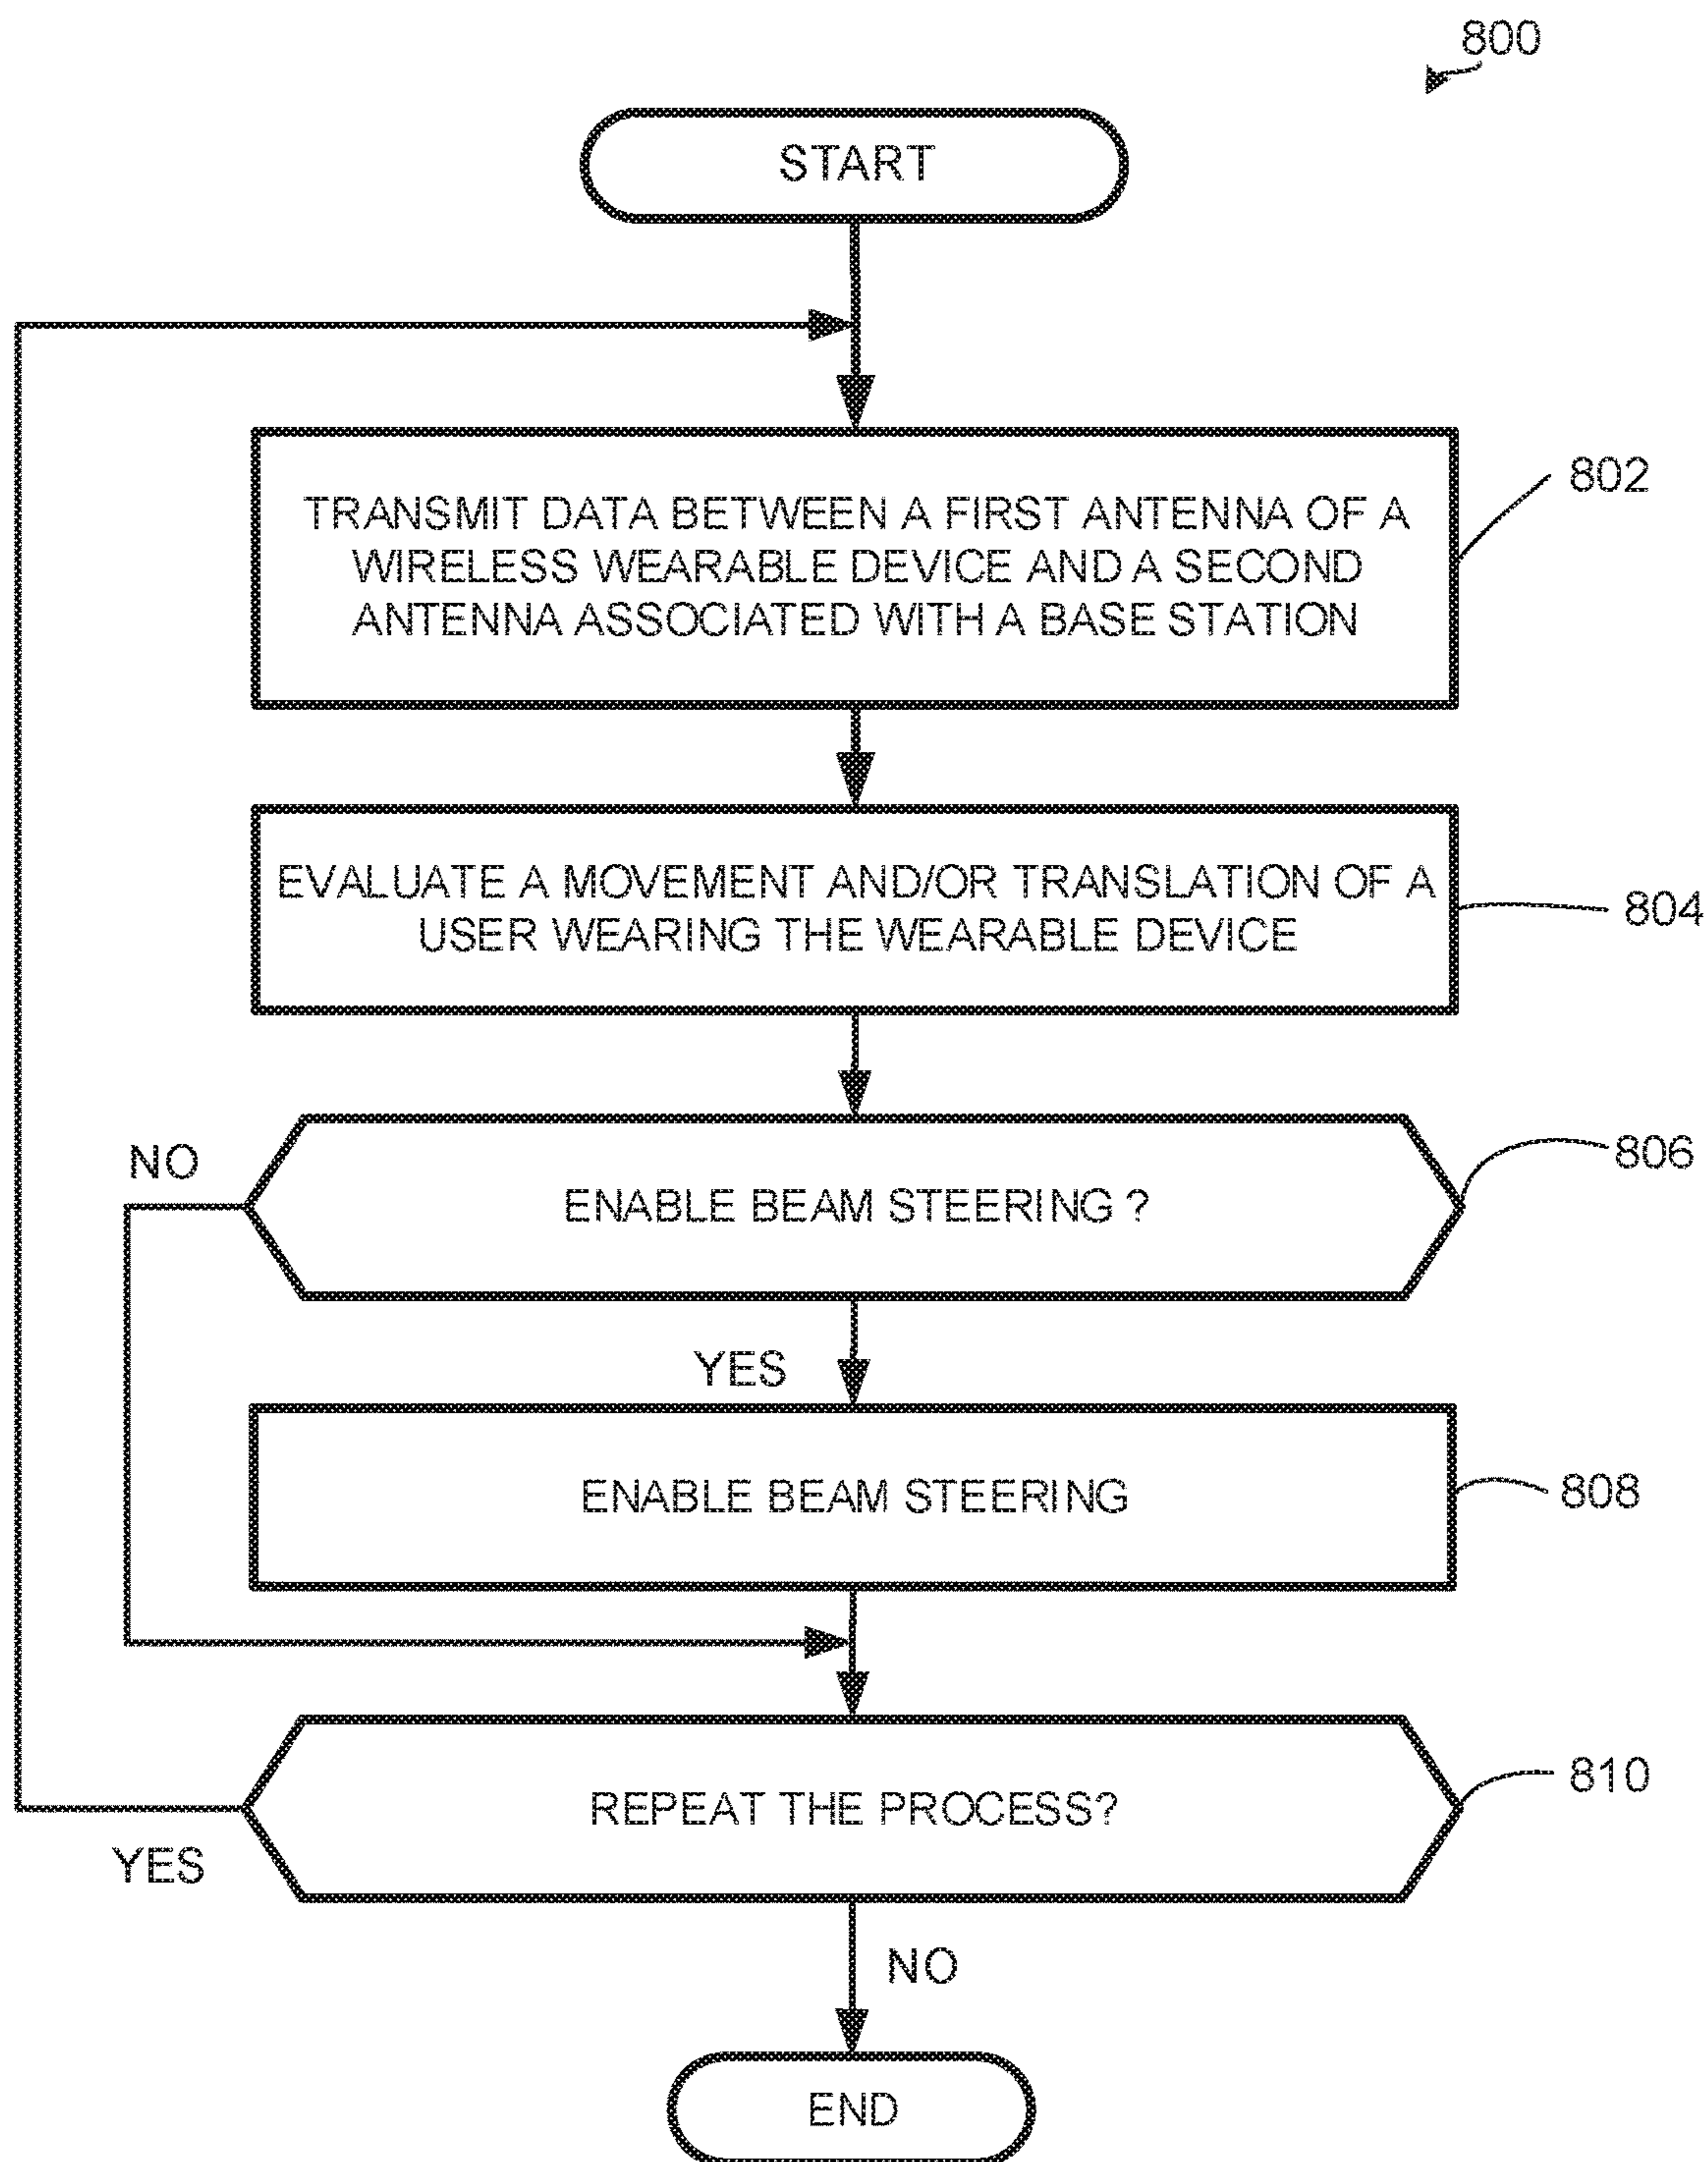 800
START
TRANSMIT DATA BETWEEN A FIRST ANTENNA OF A
WIRELESS WEARABLE DEVICE AND A SECOND
ANTENNA ASSOCIATED WITH A BASE STATION
802
EVALUATE A MOVEMENT AND/OR TRANSLATION OF A
USER WEARING THE WEARABLE DEVICE
804
NO
ENABLE BEAM STEERING ?
806
YES
ENABLE BEAM STEERING
808
REPEAT THE PROCESS?
810
YES
NO
END